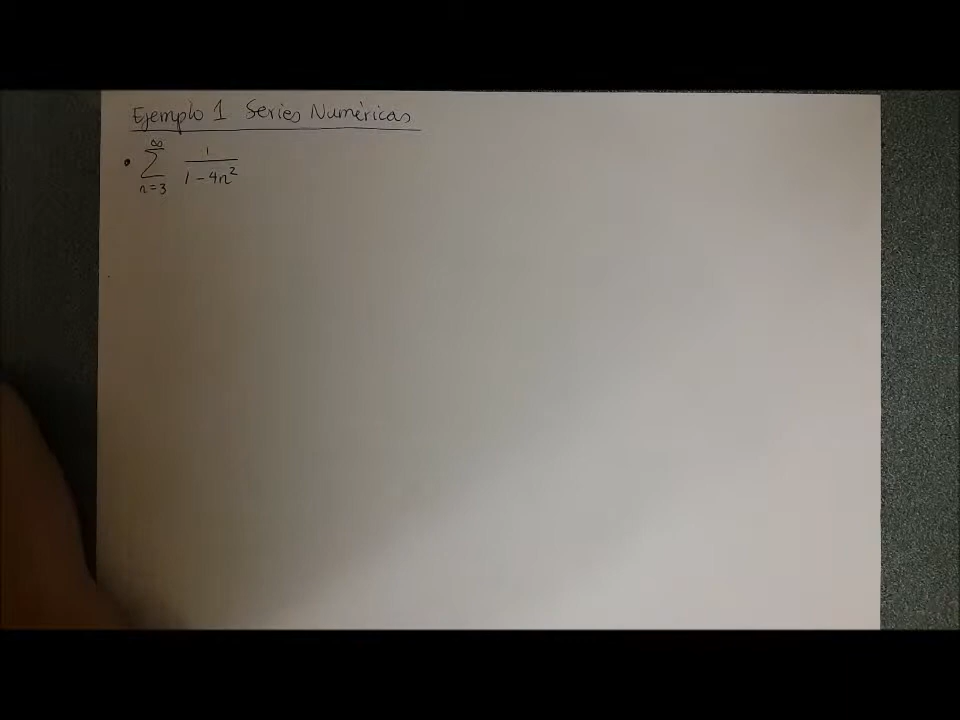 Ejemplo 1 Series Numéricas
• ∞
∑ 1
n=3 1-4n²